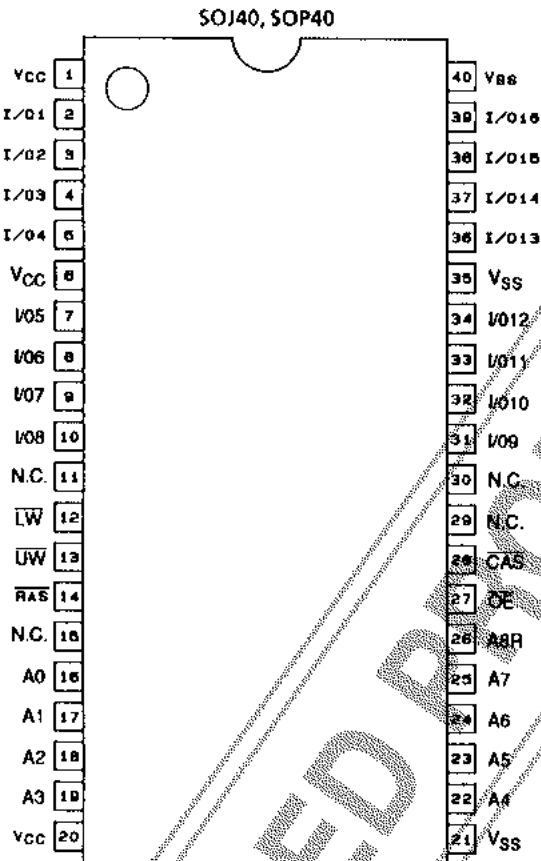 SOJ40, SOP40
VCC 1
I/O1 2
I/O2 3
I/O3 4
I/O4 5
VCC 6
I/O5 7
I/O6 8
I/O7 9
I/O8 10
N.C. 11
LW 12
UW 13
RAS 14
N.C. 15
A0 16
A1 17
A2 18
A3 19
VCC 20
40 VSS
39 I/O16
38 I/O15
37 I/O14
36 I/O13
35 VSS
34 I/O12
33 I/O11
32 I/O10
31 I/O9
30 N.C.
29 N.C.
28 CAS
27 OE
26 A8R
25 A7
24 A6
23 A5
22 A4
21 VSS